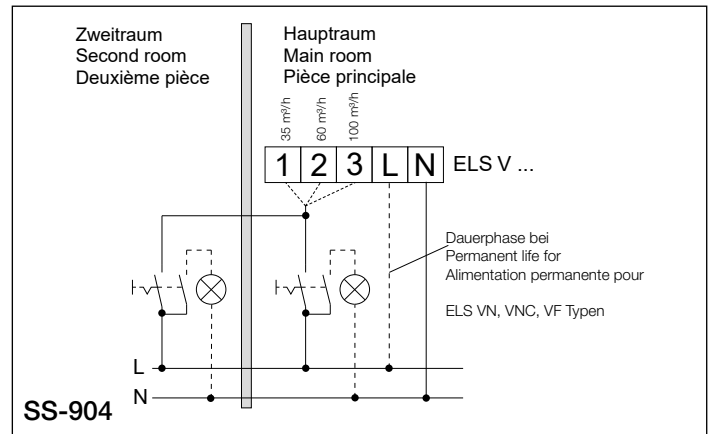 Zweitraum
Second room
Deuxième pièce
Hauptraum
Main room
Pièce principale
35 m³/h
60 m³/h
100 m³/h
1 2 3 L N ELS V ...
Dauerphase bei
Permanent life for
Alimentation permanente pour
ELS VN, VNC, VF Typen
L
N
SS-904